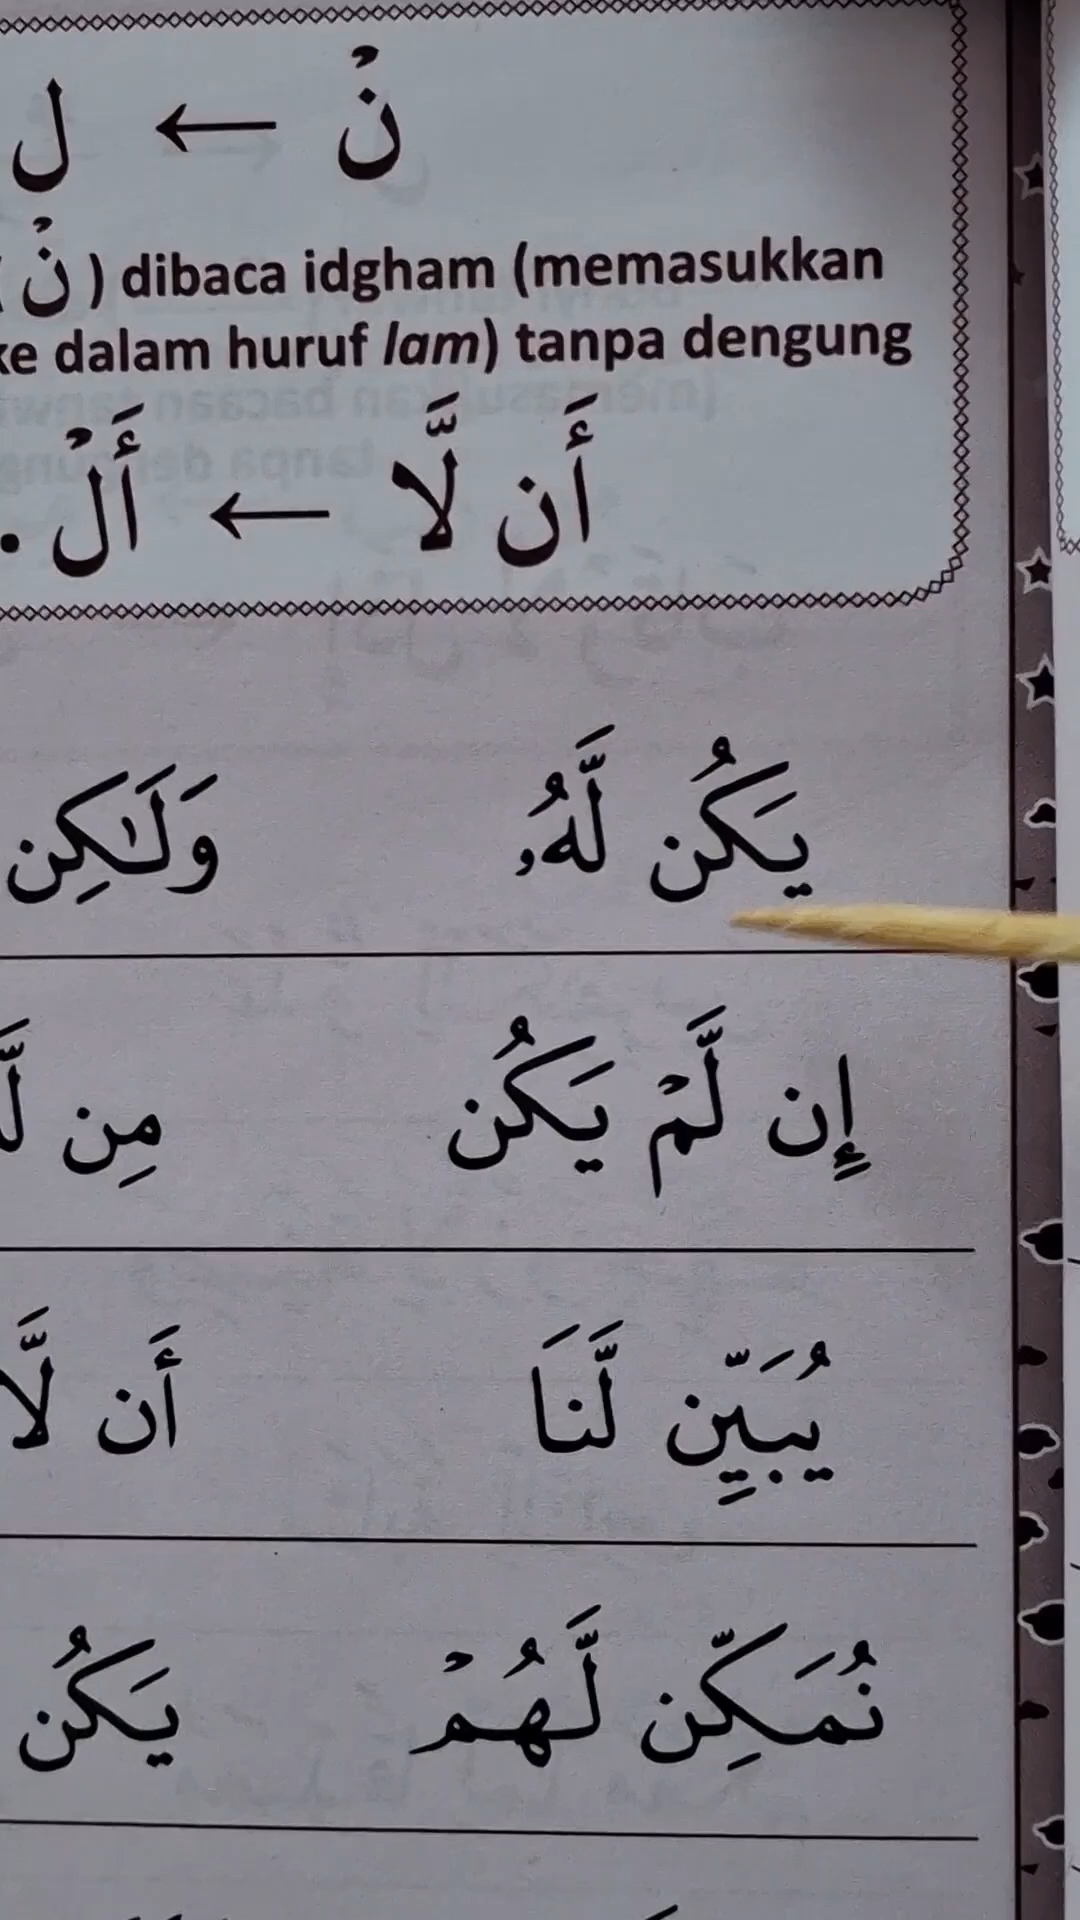 نۡ ← ل
( نۡ ) dibaca idgham (memasukkan
ke dalam huruf lam) tanpa dengung
أَن لَّا ← أَلۡ
يَكُن لَّهُۥ وَلَٰكِن
إِن لَّمۡ يَكُن مِن
يُبَيِّن لَّنَا أَن لَّا
نُمَكِّن لَّهُمۡ يَكُن